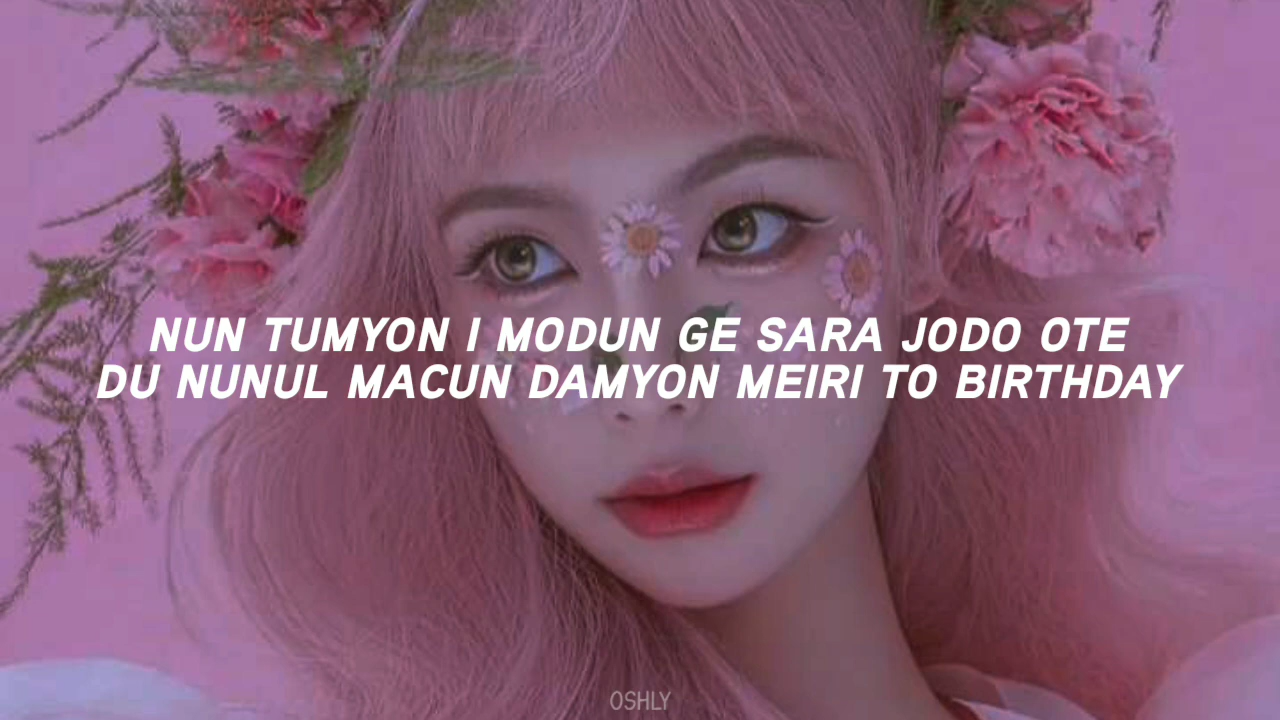 NUN TUMYON I MODUN GE SARA JODO OTE
DU NUNUL MACUN DAMYON MEIRI TO BIRTHDAY
OSHLY